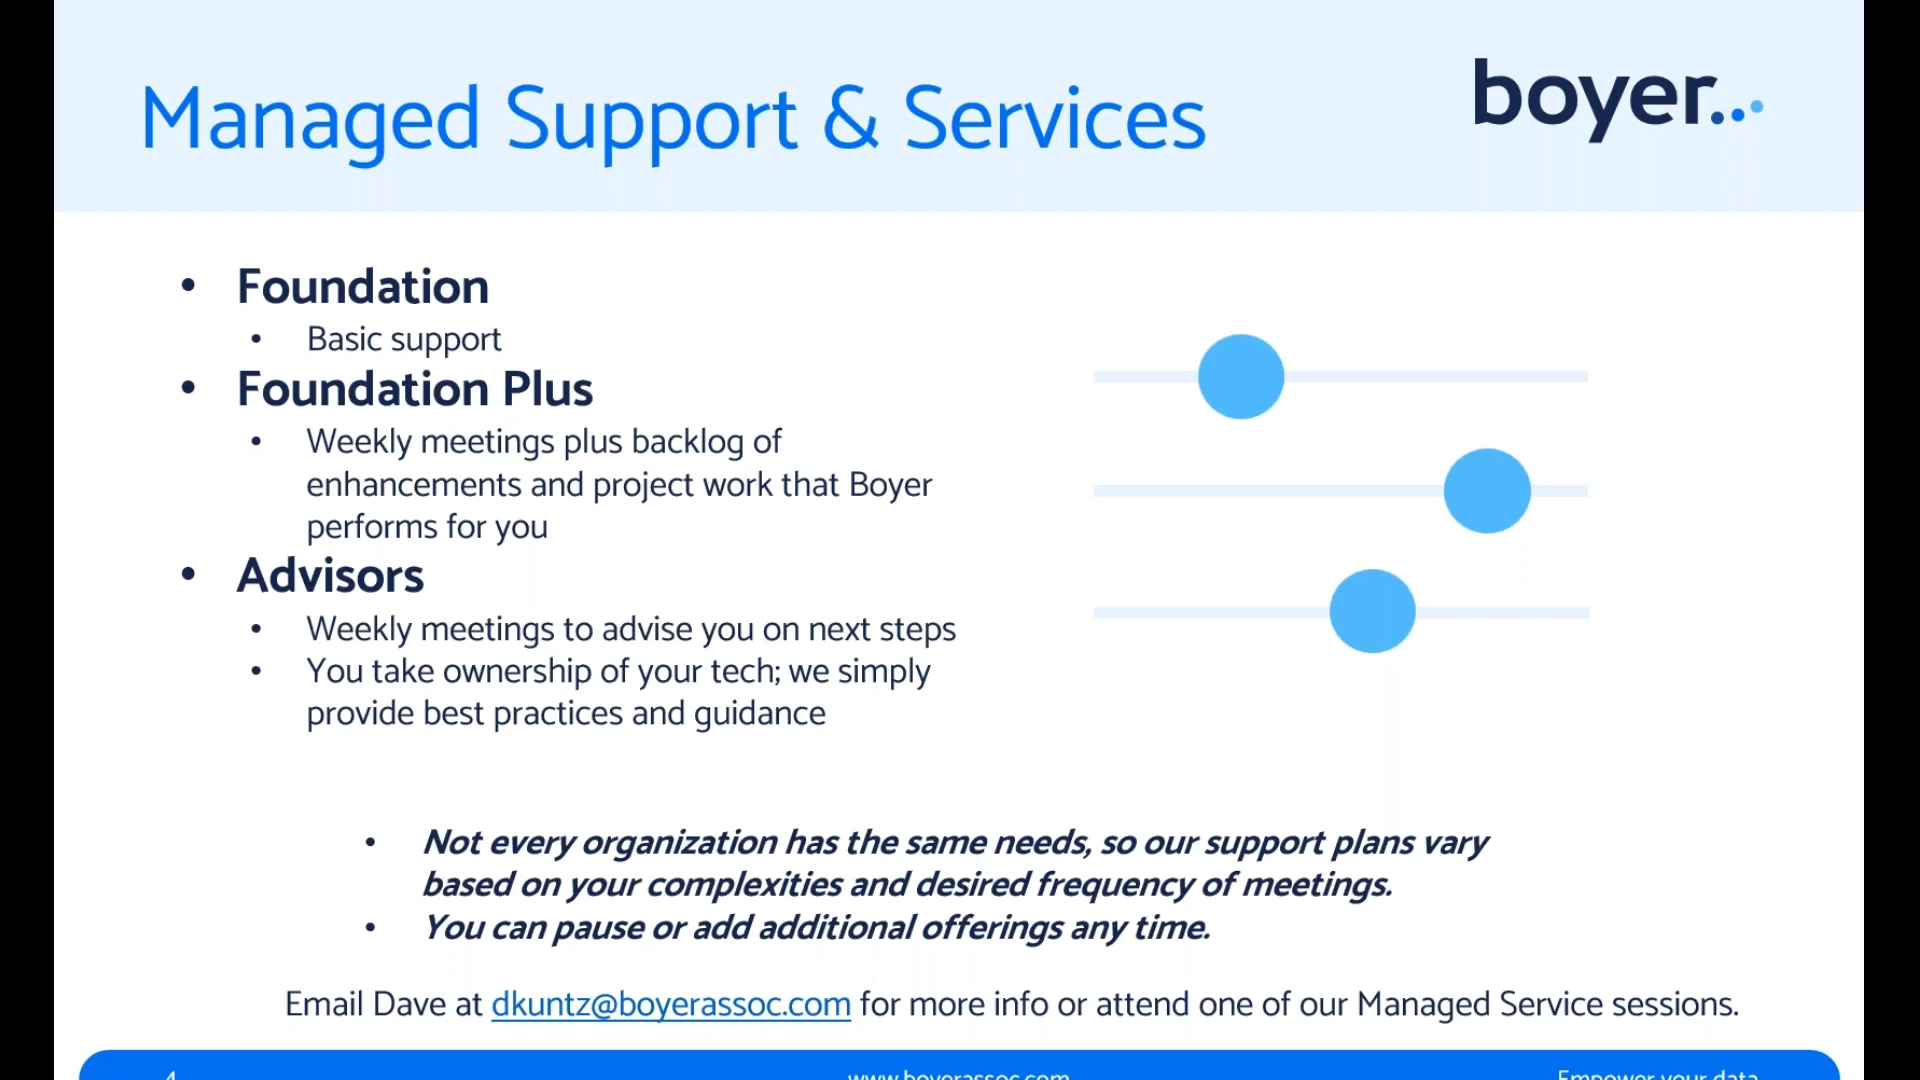 Managed Support & Services
boyer...
• Foundation
• Basic support
• Foundation Plus
• Weekly meetings plus backlog of
enhancements and project work that Boyer
performs for you
• Advisors
• Weekly meetings to advise you on next steps
• You take ownership of your tech; we simply
provide best practices and guidance
• Not every organization has the same needs, so our support plans vary
based on your complexities and desired frequency of meetings.
• You can pause or add additional offerings any time.
Email Dave at dkuntz@boyerassoc.com for more info or attend one of our Managed Service sessions.
4 www.boyerassoc.com Empower your data